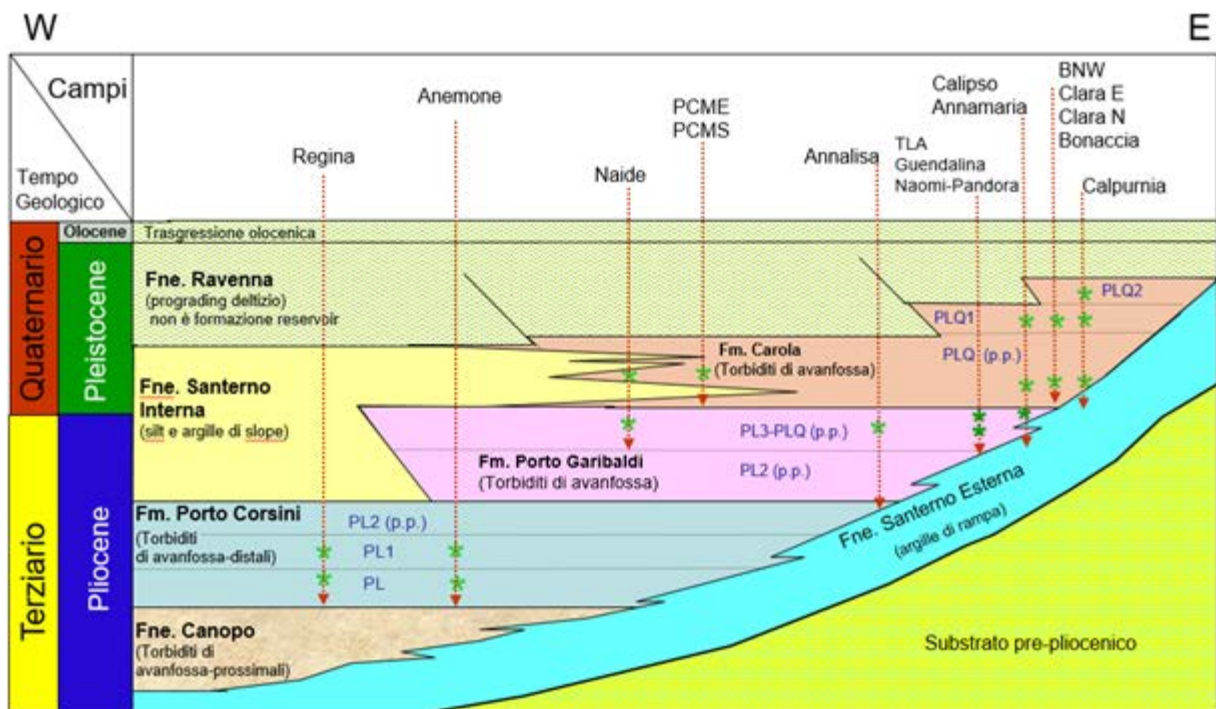 W
E
Campi
Tempo
Geologico
Regina
Anemone
Naide
PCME
PCMS
Annalisa
TLA
Guendalina
Naomi-Pandora
Calipso
Annamaria
BNW
Clara E
Clara N
Bonaccia
Calpurnia
Quaternario
Terziario
Olocene
Pleistocene
Pliocene
Trasgressione olocenica
Fne. Ravenna
(prograding deltizio)
non è formazione reservoir
PLQ2
PLQ1
PLQ (p.p.)
Fm. Carola
(Torbiditi di avanfossa)
Fne. Santerno
Interna
(silt e argille di slope)
PL3-PLQ (p.p.)
Fm. Porto Garibaldi
(Torbiditi di avanfossa)
PL2 (p.p.)
Fm. Porto Corsini
(Torbiditi
di avanfossa-distali)
PL2 (p.p.)
PL1
PL
Fne. Santerno Esterna
(argille di rampa)
Fne. Canopo
(Torbiditi di
avanfossa-prossimali)
Substrato pre-pliocenico